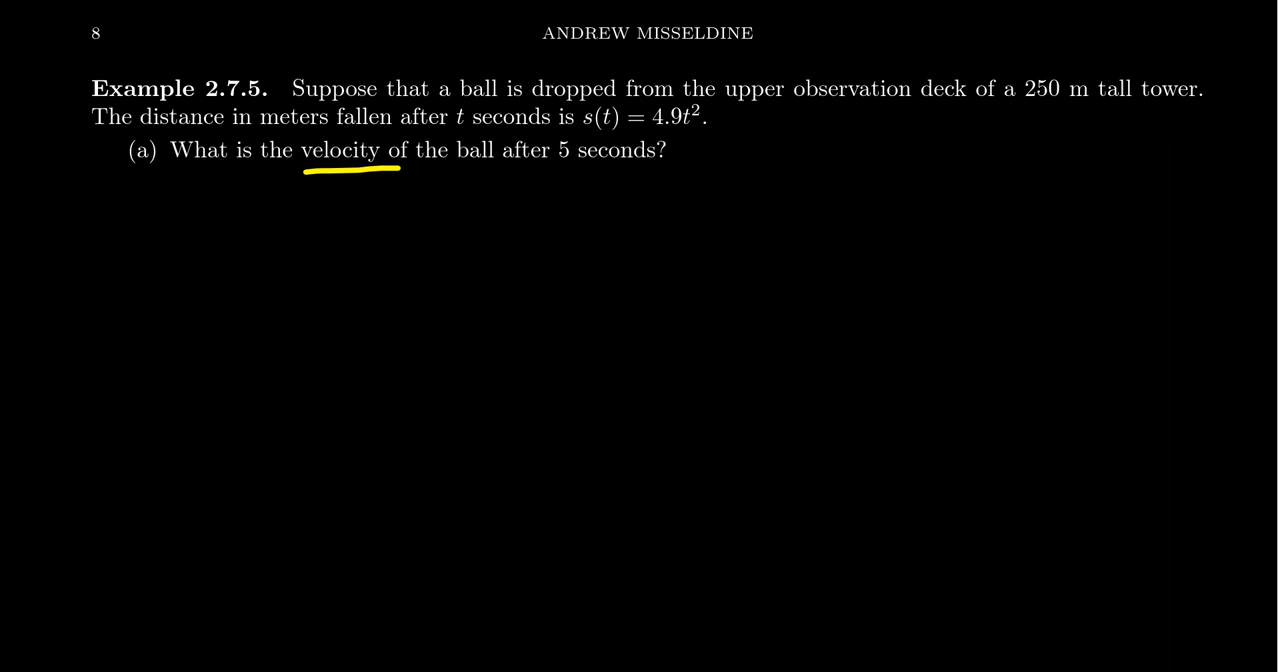 8
ANDREW MISSELDINE
Example 2.7.5. Suppose that a ball is dropped from the upper observation deck of a 250 m tall tower.
The distance in meters fallen after t seconds is s(t) = 4.9t².
(a) What is the velocity of the ball after 5 seconds?